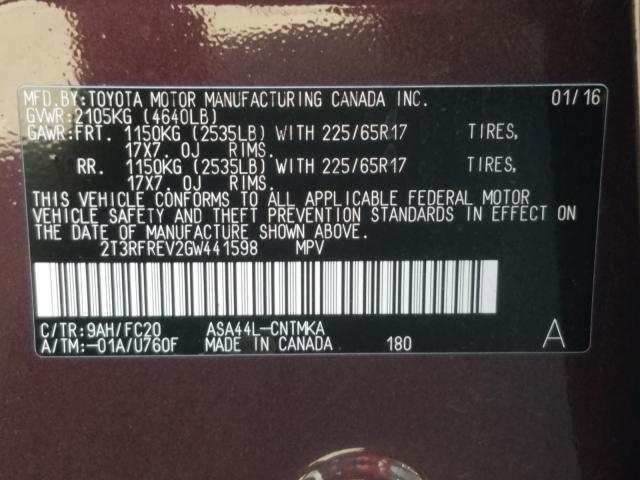 MFD.BY:TOYOTA MOTOR MANUFACTURING CANADA INC. 01/16
GVWR:2105KG (4640LB)
GAWR:FRT. 1150KG (2535LB) WITH 225/65R17 TIRES,
17X7.0J RIMS.
RR. 1150KG (2535LB) WITH 225/65R17 TIRES,
17X7.0J RIMS.
THIS VEHICLE CONFORMS TO ALL APPLICABLE FEDERAL MOTOR
VEHICLE SAFETY AND THEFT PREVENTION STANDARDS IN EFFECT ON
THE DATE OF MANUFACTURE SHOWN ABOVE.
2T3RFREV2GW441598 MPV
C/TR:9AH/FC20 ASA44L-CNTMKA
A/TM:-01A/U760F MADE IN CANADA 180 A